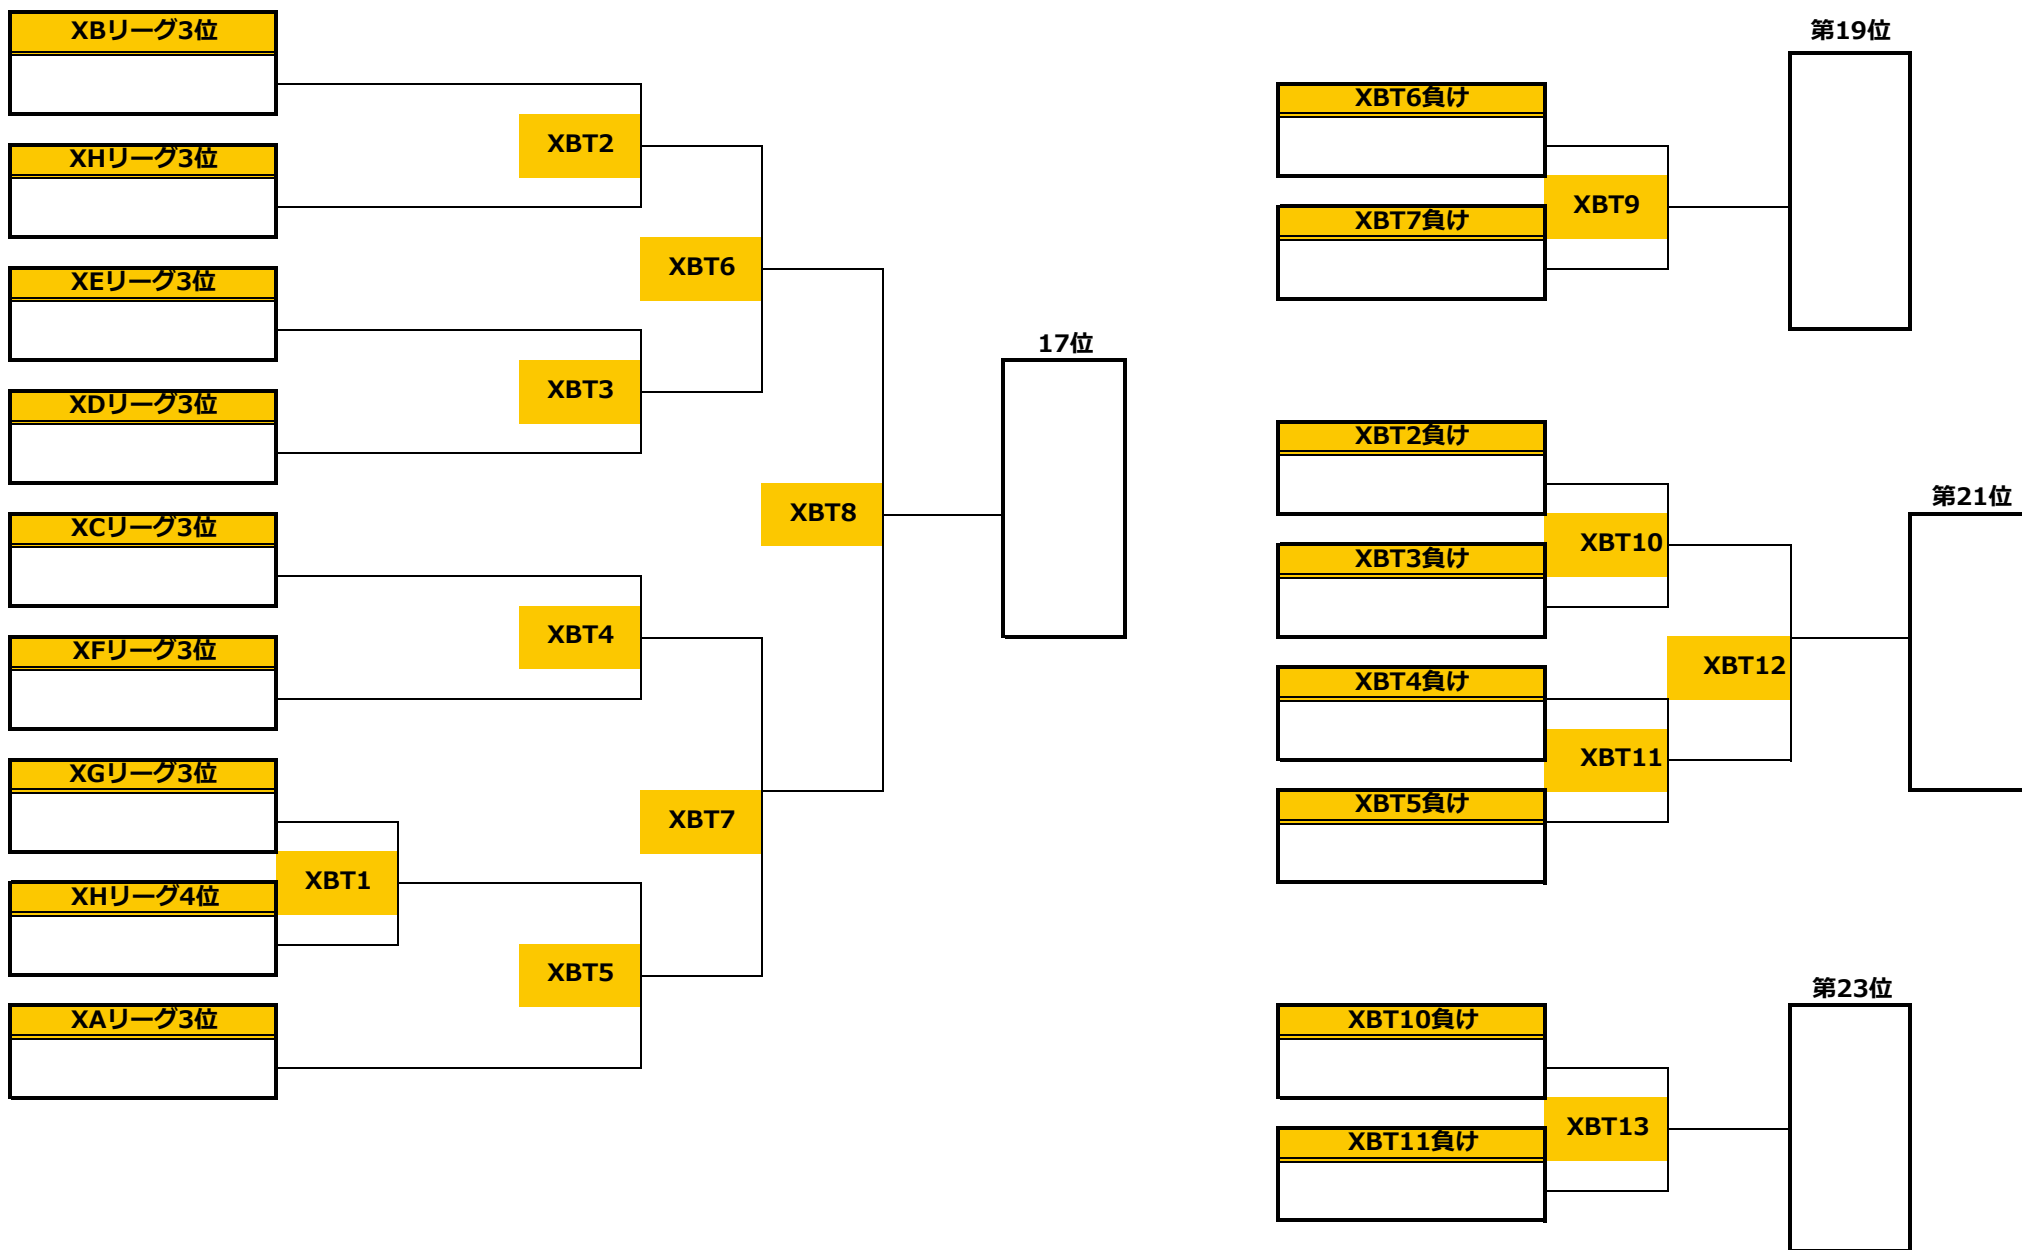 XBリーグ3位
XHリーグ3位
XBT2
XEリーグ3位
XBT6
XDリーグ3位
XBT3
17位
XCリーグ3位
XBT8
XFリーグ3位
XBT4
XGリーグ3位
XBT7
XHリーグ4位
XBT1
XBT5
XAリーグ3位
第19位
XBT6負け
XBT9
XBT7負け
XBT2負け
第21位
XBT10
XBT3負け
XBT12
XBT4負け
XBT11
XBT5負け
第23位
XBT10負け
XBT13
XBT11負け